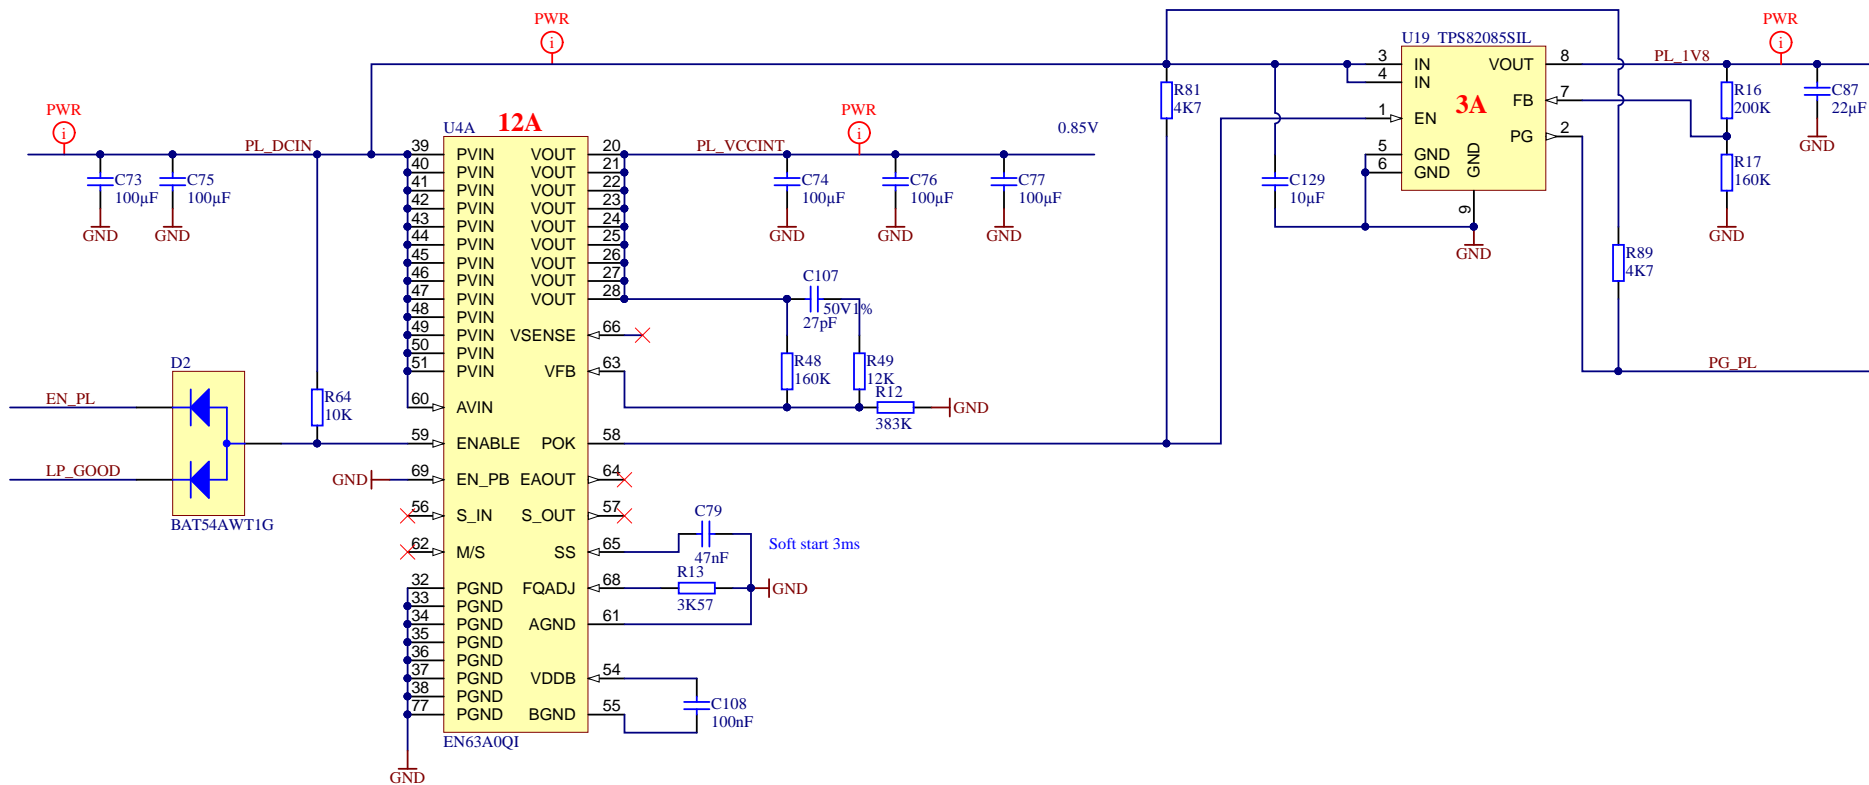 PWR
PWR
PWR
PWR
i
i
i
i
U19 TPS82085SIL
3 IN VOUT 8 PL_1V8
4 IN
3A
FB 7
1 EN
PG 2
5 GND
6 GND
GND
9
GND
R81
4K7
R16
200K
R17
160K
GND
C87
22µF
GND
C129
10µF
R89
4K7
PG_PL
U4A 12A
0.85V
PL_DCIN
PL_VCCINT
39 PVIN VOUT 20
40 PVIN VOUT 21
41 PVIN VOUT 22
42 PVIN VOUT 23
43 PVIN VOUT 24
44 PVIN VOUT 25
45 PVIN VOUT 26
46 PVIN VOUT 27
47 PVIN VOUT 28
48 PVIN
49 PVIN VSENSE 66
50 PVIN
51 PVIN VFB 63
60 AVIN
59 ENABLE POK 58
69 EN_PB EAOUT 64
56 S_IN S_OUT 57
62 M/S SS 65
32 PGND FQADJ 68
33 PGND
34 PGND AGND 61
35 PGND
36 PGND
37 PGND VDDB 54
38 PGND
77 PGND BGND 55
EN63A0QI
GND
GND
C73
100µF
GND
C75
100µF
GND
C74
100µF
GND
C76
100µF
GND
C77
100µF
GND
C107
50V1%
27pF
R48
160K
R49
12K
R12
383K
GND
D2
EN_PL
LP_GOOD
BAT54AWT1G
R64
10K
C79
47nF
Soft start 3ms
R13
3K57
GND
C108
100nF